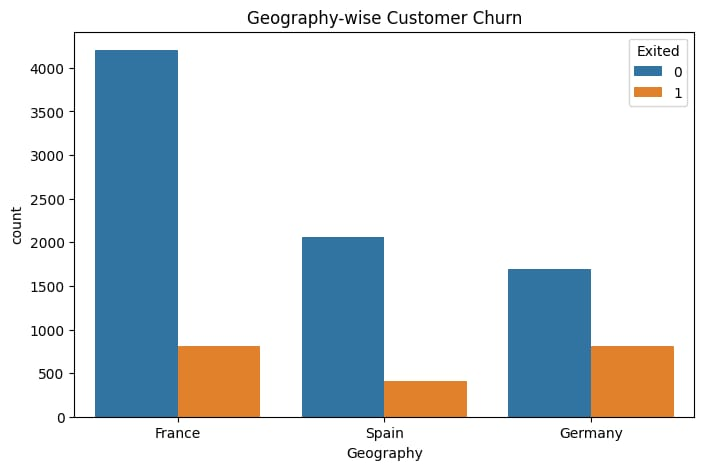 Geography-wise Customer Churn
Exited
0
1
4000
3500
3000
2500
2000
1500
1000
500
0
count
France Spain Germany
Geography